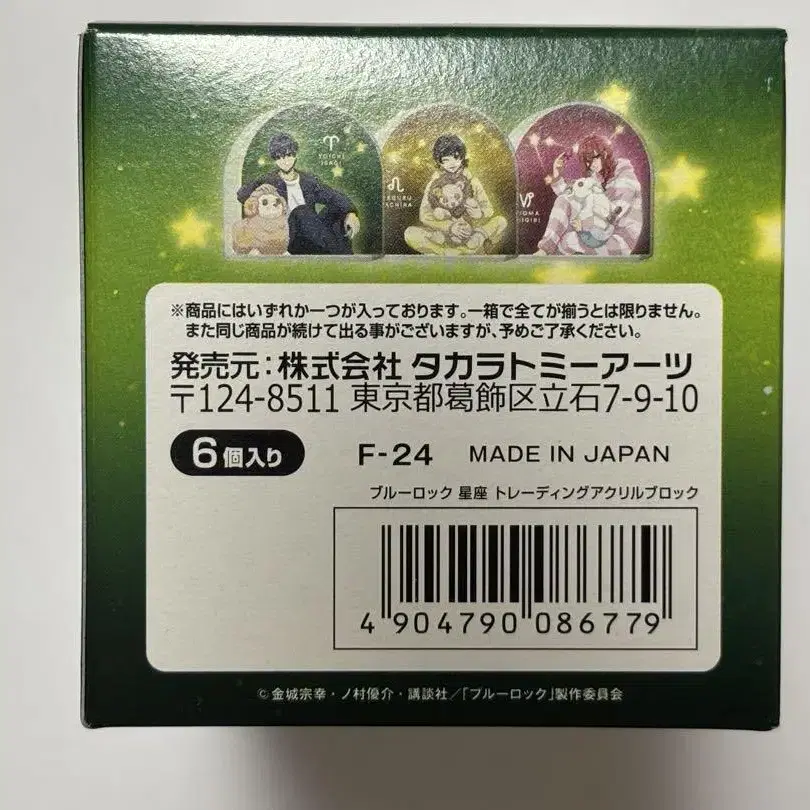 YOICHI
ISAGI
※商品にはいずれか一つが入っております。一箱で全てが揃うとは限りません。
また同じ商品が続けて出る事がございますが、予めご了承ください。
発売元:株式会社 タカラトミーアーツ
〒124-8511 東京都葛飾区立石7-9-10
6個入り F-24 MADE IN JAPAN
ブルーロック 星座 トレーディングアクリルブロック
4 904790 086779
©金城宗幸・ノ村優介・講談社/「ブルーロック」製作委員会